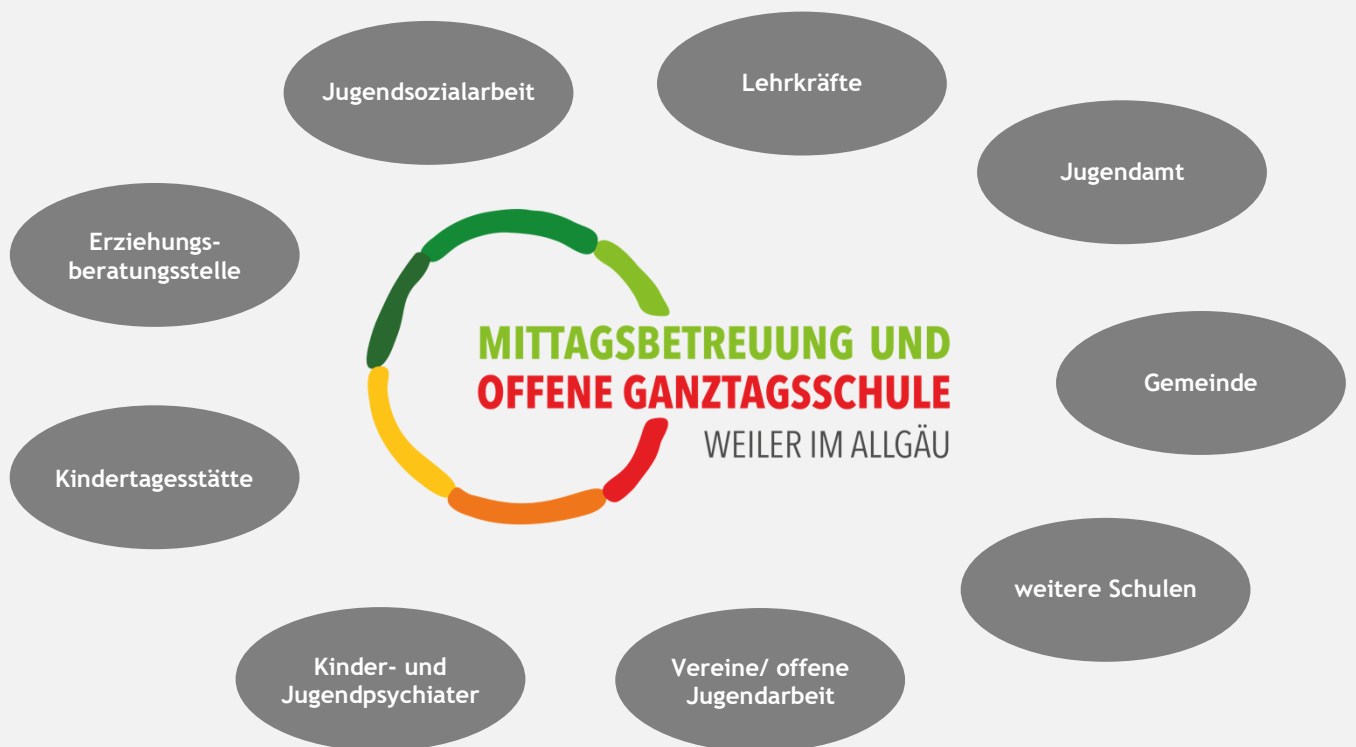 Jugendsozialarbeit
Lehrkräfte
Jugendamt
Erziehungs-
beratungsstelle
MITTAGSBETREUUNG UND
OFFENE GANZTAGSSCHULE
WEILER IM ALLGÄU
Gemeinde
Kindertagesstätte
weitere Schulen
Kinder- und
Jugendpsychiater
Vereine/ offene
Jugendarbeit